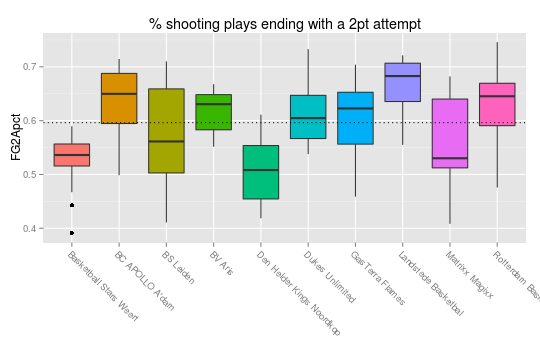 % shooting plays ending with a 2pt attempt
FG2Apct
0.7
0.6
0.5
0.4
Basketball Stars Weert
BC APOLLO A'dam
BS Leiden
BV Aris
Den Helder Kings Noordkop
Dukes Unlimited
GasTerra Flames
Landstede Basketbal
Matrixx Magixx
Rotterdam Bas